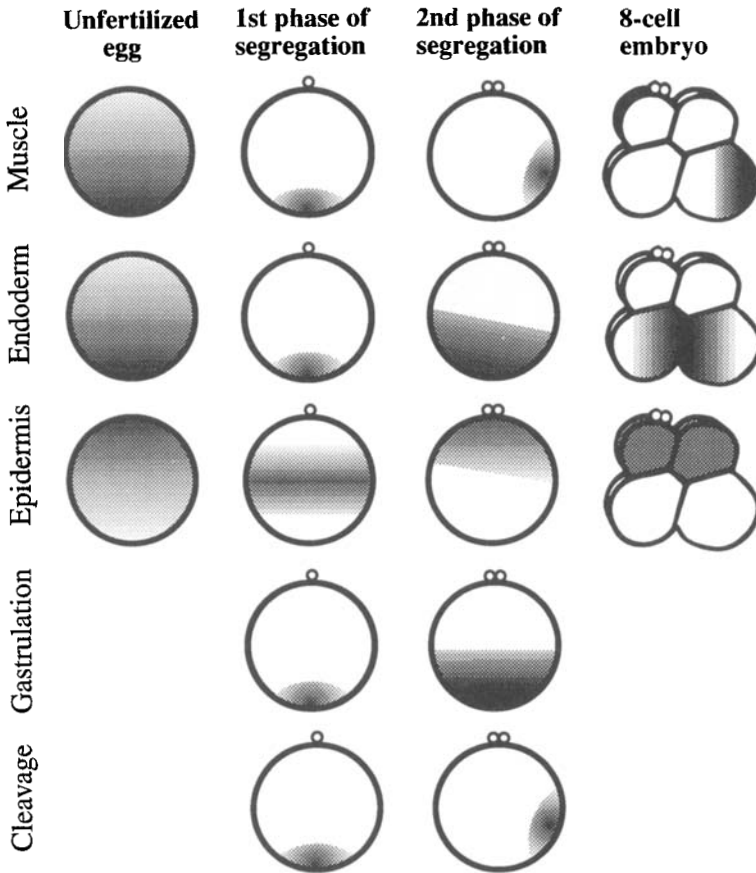 Unfertilized
egg
1st phase of
segregation
2nd phase of
segregation
8-cell
embryo
Muscle
Endoderm
Epidermis
Gastrulation
Cleavage